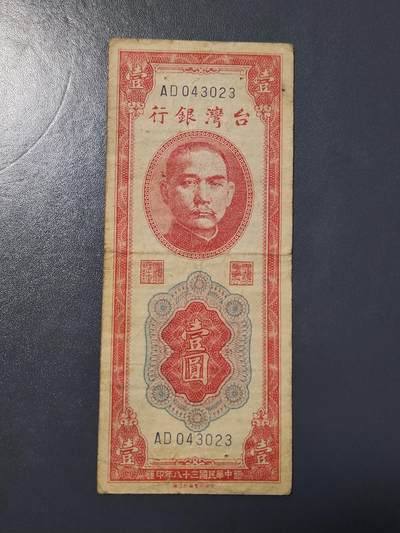 壹 壹
AD043023
行銀灣台
壹圓
AD043023
壹 壹
印年八十三國民華中